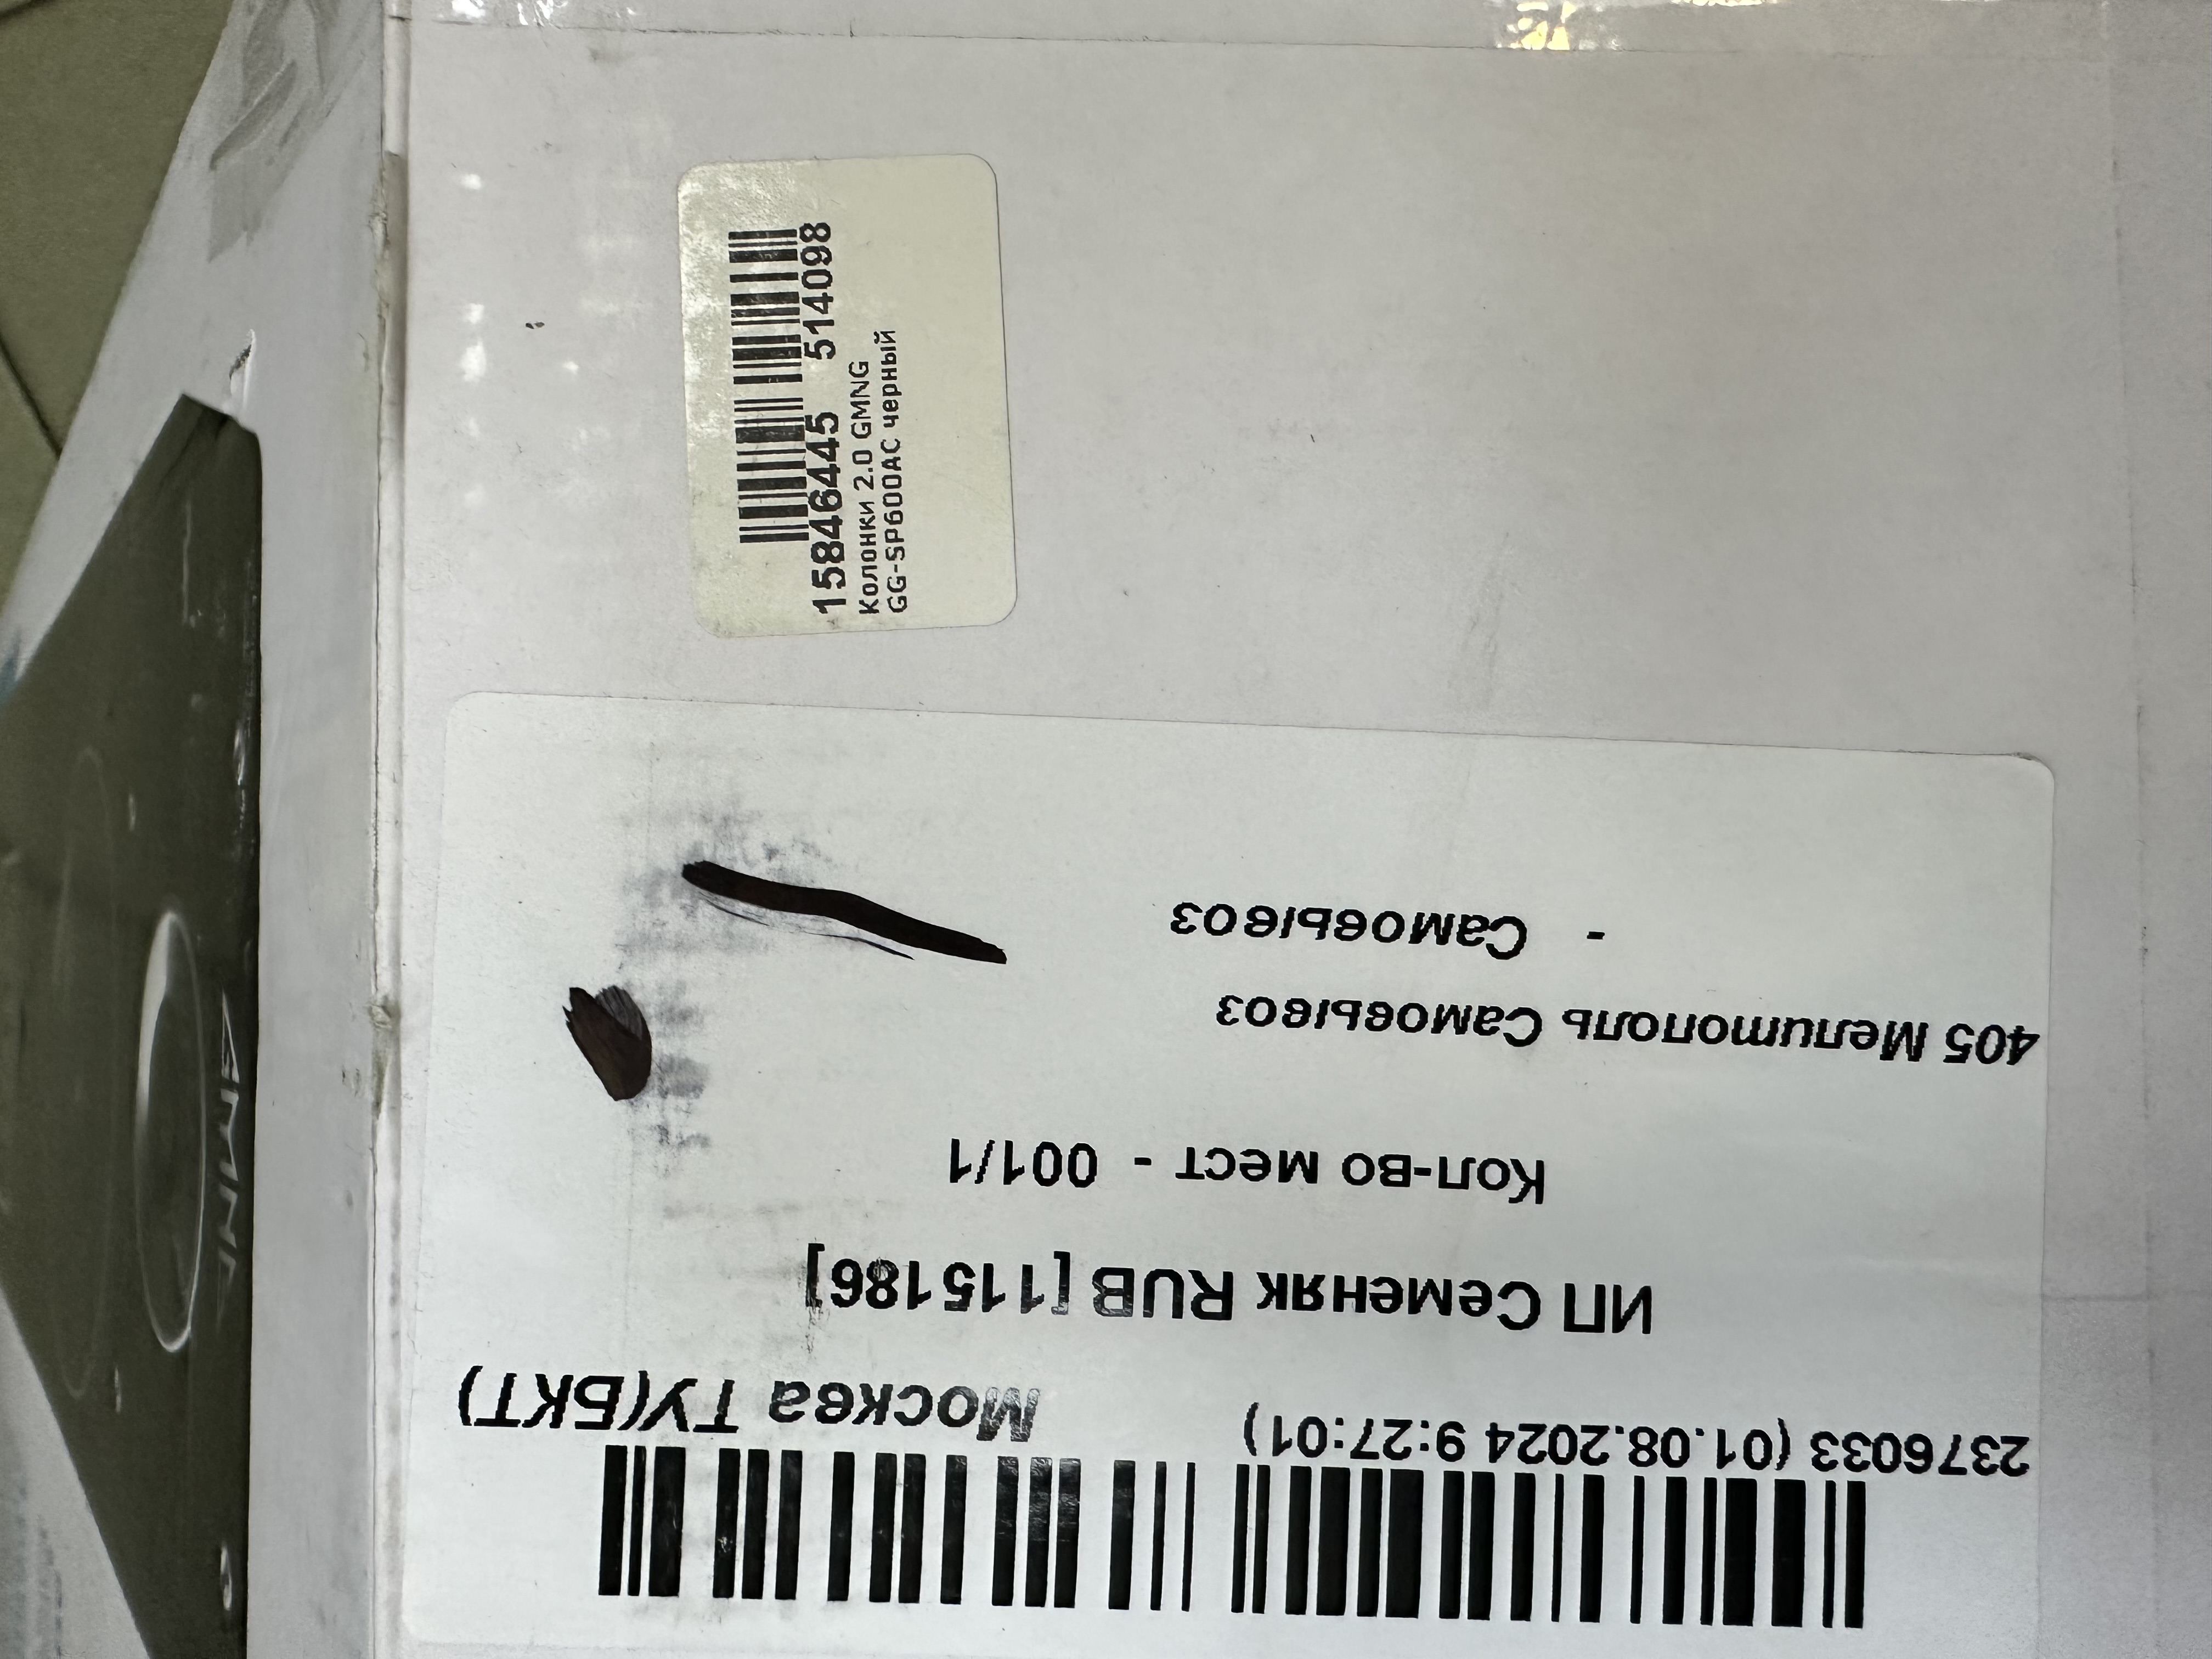 15846445 514098
Колонки 2.0 GMNG
GG-SP600AC черный
2376033 (01.08.2024 9:27:01)
Москва ТУ(БКТ)
ИП Семеняк RUB [115186]
Кол-во мест - 001/1
405 Мелитополь Самовывоз
- Самовывоз